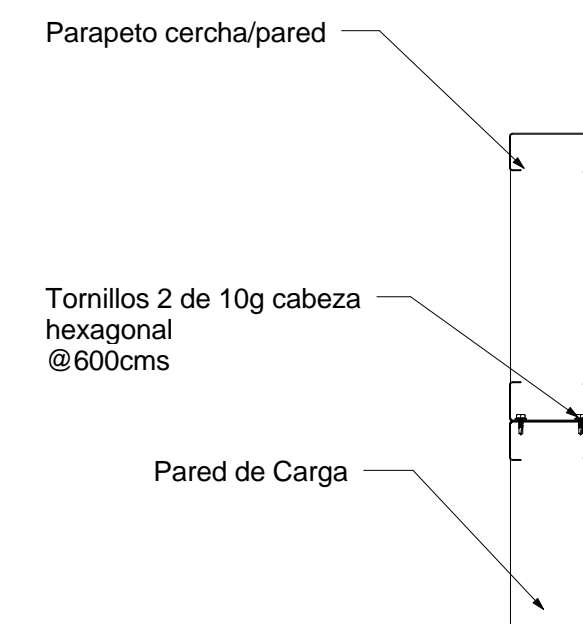 Parapeto cercha/pared
Tornillos 2 de 10g cabeza
hexagonal
@600cms
Pared de Carga